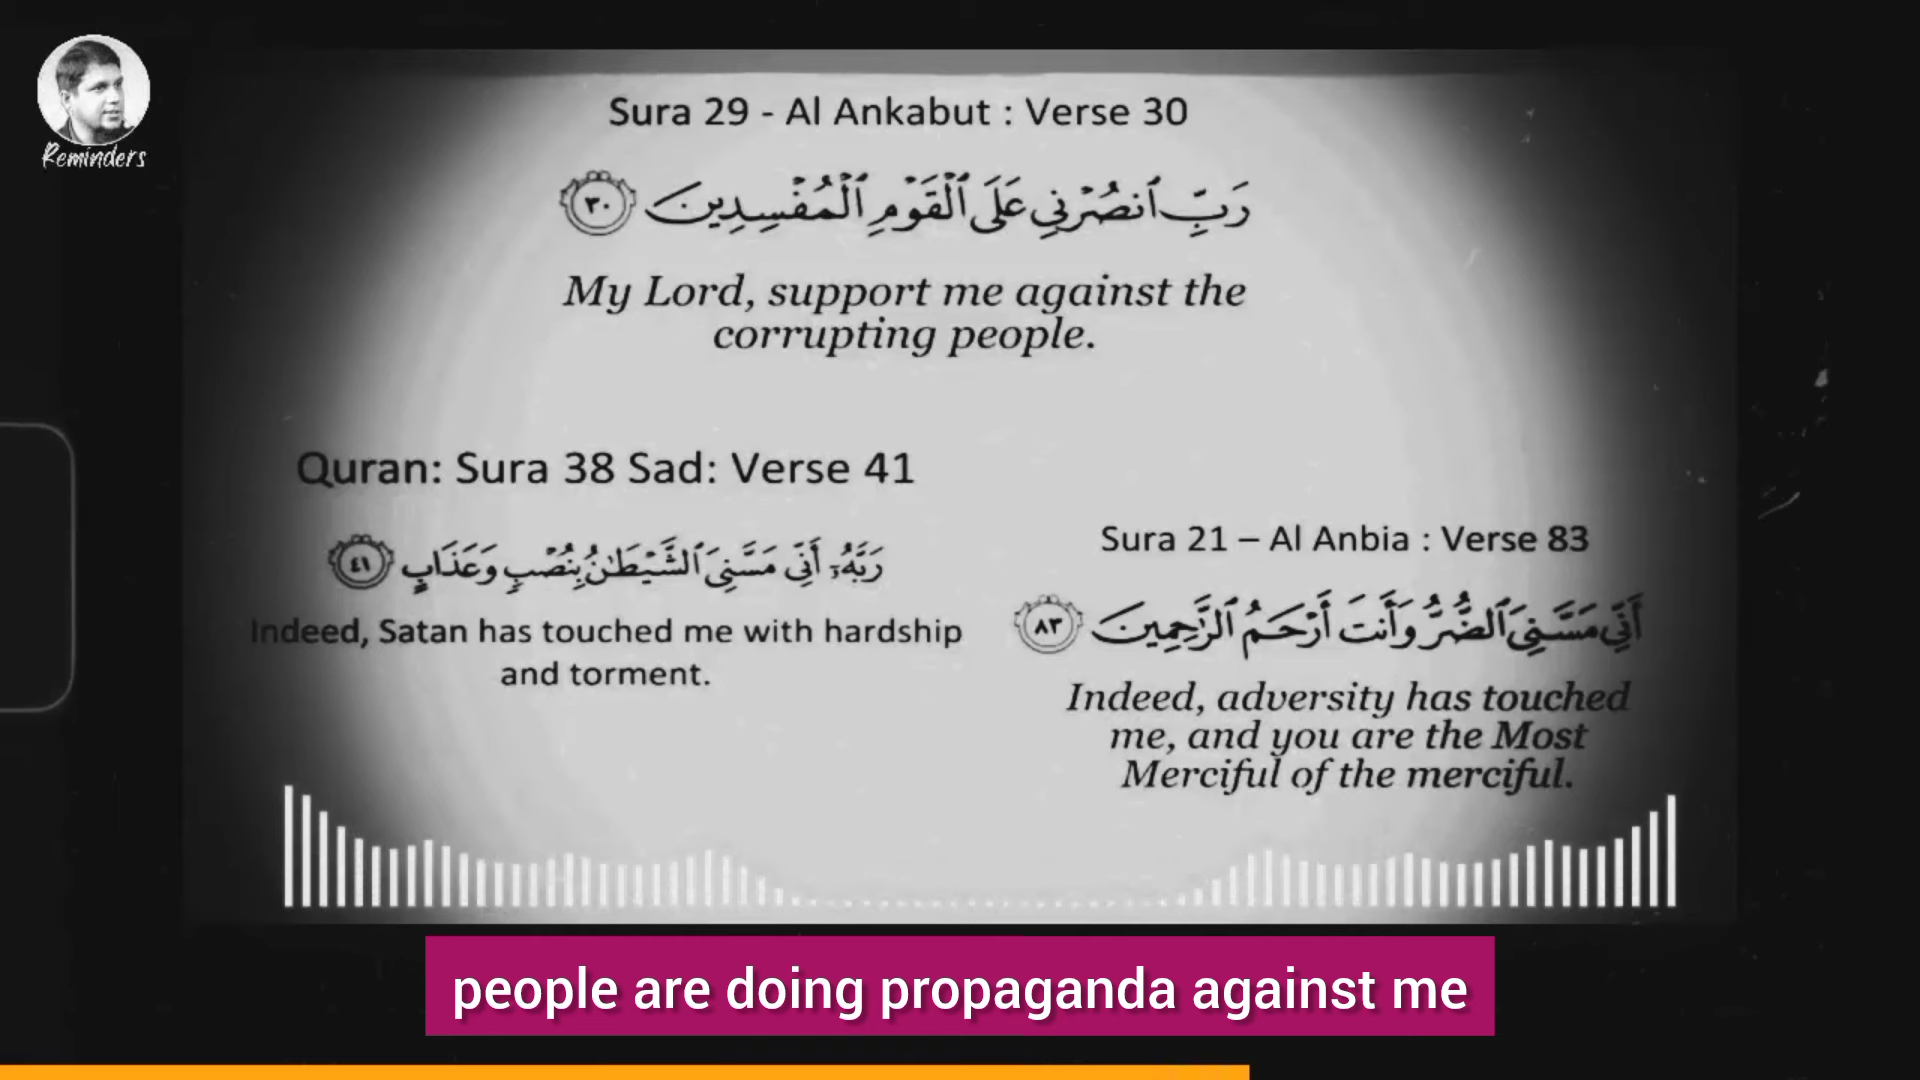 Reminders
Sura 29 - Al Ankabut : Verse 30
رَبِّ ٱنصُرْنِى عَلَى ٱلْقَوْمِ ٱلْمُفْسِدِينَ ٣٠
My Lord, support me against the
corrupting people.
Quran: Sura 38 Sad: Verse 41
رَبَّهُۥٓ أَنِّى مَسَّنِىَ ٱلشَّيْطَـٰنُ بِنُصْبٍ وَعَذَابٍ ٤١
Indeed, Satan has touched me with hardship
and torment.
Sura 21 – Al Anbia : Verse 83
أَنِّى مَسَّنِىَ ٱلضُّرُّ وَأَنتَ أَرْحَمُ ٱلرَّٰحِمِينَ ٨٣
Indeed, adversity has touched
me, and you are the Most
Merciful of the merciful.
people are doing propaganda against me